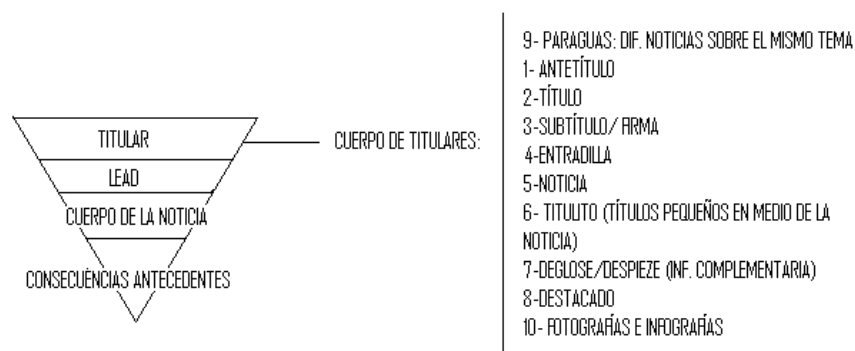 TITULAR
LEAD
CUERPO DE LA NOTICIA
CONSECUENCIAS ANTECEDENTES
CUERPO DE TITULARES:
9- PARAGUAS: DIF. NOTICIAS SOBRE EL MISMO TEMA
1- ANTETÍTULO
2-TÍTULO
3-SUBTÍTULO/ FIRMA
4-ENTRADILLA
5-NOTICIA
6- TITULITO (TÍTULOS PEQUEÑOS EN MEDIO DE LA
NOTICIA)
7-DEGLOSE/DESPIEZE (INF. COMPLEMENTARIA)
8-DESTACADO
10- FOTOGRAFÍAS E INFOGRAFÍAS